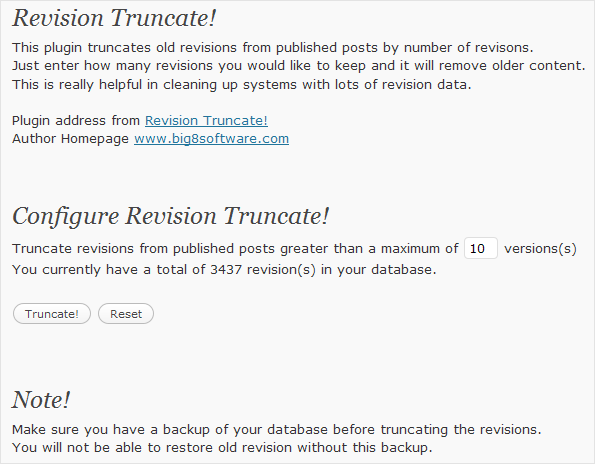 Revision Truncate!
This plugin truncates old revisions from published posts by number of revisons.
Just enter how many revisions you would like to keep and it will remove older content.
This is really helpful in cleaning up systems with lots of revision data.
Plugin address from Revision Truncate!
Author Homepage www.big8software.com
Configure Revision Truncate!
Truncate revisions from published posts greater than a maximum of 10 versions(s)
You currently have a total of 3437 revision(s) in your database.
Truncate! Reset
Note!
Make sure you have a backup of your database before truncating the revisions.
You will not be able to restore old revision without this backup.